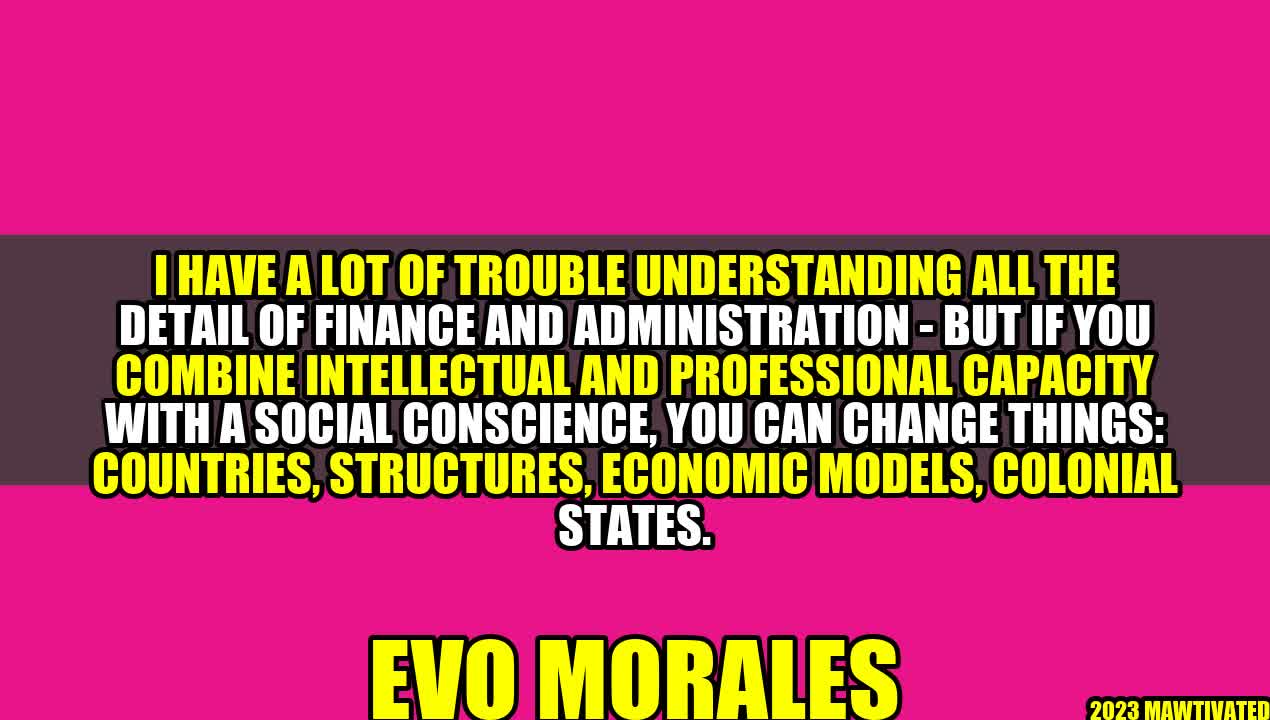 I HAVE A LOT OF TROUBLE UNDERSTANDING ALL THE
DETAIL OF FINANCE AND ADMINISTRATION - BUT IF YOU
COMBINE INTELLECTUAL AND PROFESSIONAL CAPACITY
WITH A SOCIAL CONSCIENCE, YOU CAN CHANGE THINGS:
COUNTRIES, STRUCTURES, ECONOMIC MODELS, COLONIAL
STATES.
EVO MORALES
2023 MAWTIVATED